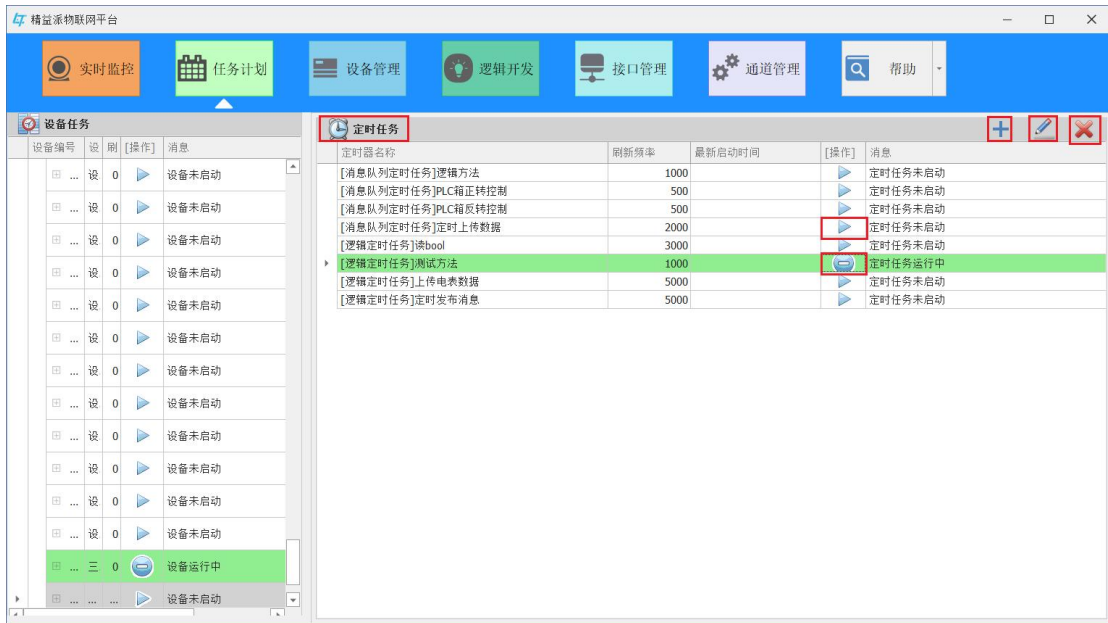 精益派物联网平台
实时监控 任务计划 设备管理 逻辑开发 接口管理 通道管理 帮助
设备任务
设备编号 设 刷 [操作] 消息
... 设 0 设备未启动
... 设 0 设备未启动
... 设 0 设备未启动
... 设 0 设备未启动
... 设 0 设备未启动
... 设 0 设备未启动
... 设 0 设备未启动
... 设 0 设备未启动
... 设 0 设备未启动
... 设 0 设备未启动
... 设 0 设备未启动
... 设 0 设备未启动
... 三 0 设备运行中
... ... ... 设备未启动
定时任务
定时器名称 刷新频率 最新启动时间 [操作] 消息
[消息队列定时任务]逻辑方法 1000 定时任务未启动
[消息队列定时任务]PLC箱正转控制 500 定时任务未启动
[消息队列定时任务]PLC箱反转控制 500 定时任务未启动
[消息队列定时任务]定时上传数据 2000 定时任务未启动
[逻辑定时任务]读bool 3000 定时任务未启动
[逻辑定时任务]测试方法 1000 定时任务运行中
[逻辑定时任务]上传电表数据 5000 定时任务未启动
[逻辑定时任务]定时发布消息 5000 定时任务未启动